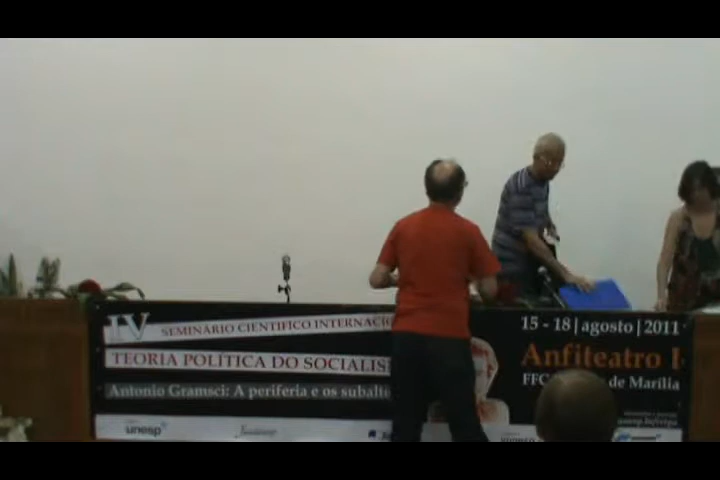 IV SEMINÁRIO CIENTÍFICO INTERNACIO
TEORIA POLÍTICA DO SOCIALIS
Antonio Gramsci: A periferia e os subalte
unesp
15 - 18 | agosto | 2011
Anfiteatro I
FFC de Marília